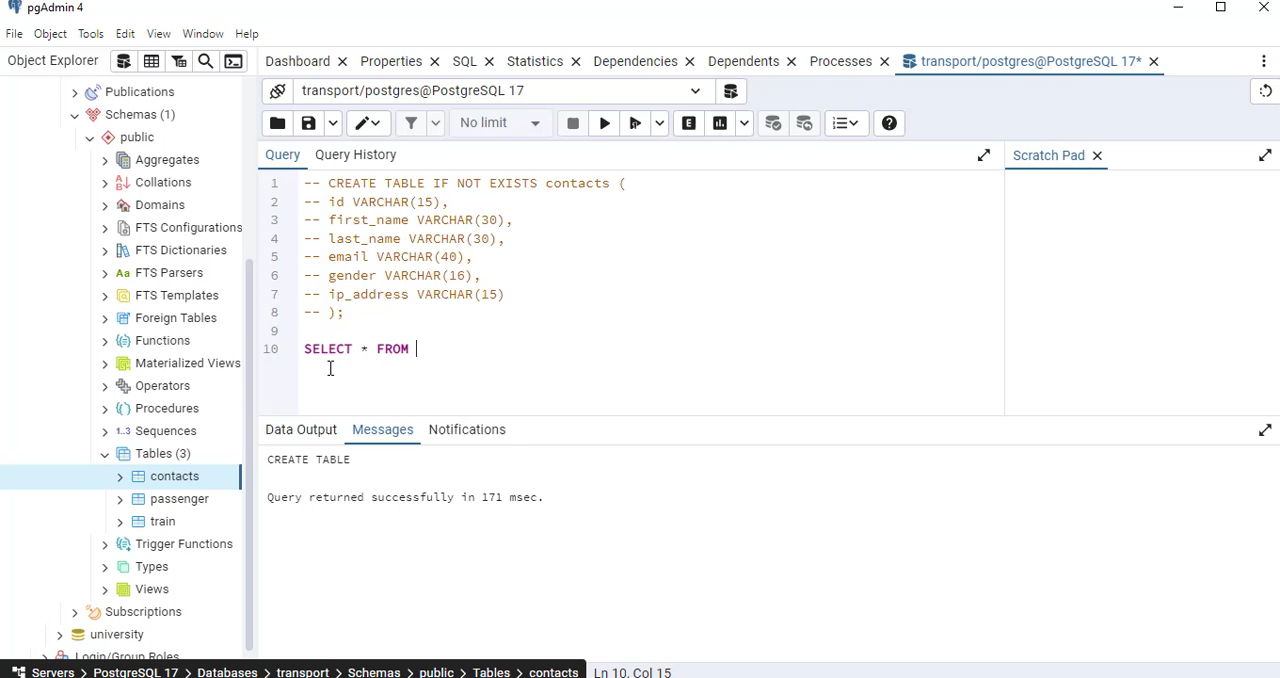 pgAdmin 4
File Object Tools Edit View Window Help
Object Explorer
Dashboard Properties SQL Statistics Dependencies Dependents Processes transport/postgres@PostgreSQL 17*
transport/postgres@PostgreSQL 17
No limit
Query Query History
Scratch Pad
Publications
Schemas (1)
public
Aggregates
Collations
Domains
FTS Configurations
FTS Dictionaries
FTS Parsers
FTS Templates
Foreign Tables
Functions
Materialized Views
Operators
Procedures
Sequences
Tables (3)
contacts
passenger
train
Trigger Functions
Types
Views
Subscriptions
university
Login/Group Roles
1 -- CREATE TABLE IF NOT EXISTS contacts (
2 -- id VARCHAR(15),
3 -- first_name VARCHAR(30),
4 -- last_name VARCHAR(30),
5 -- email VARCHAR(40),
6 -- gender VARCHAR(16),
7 -- ip_address VARCHAR(15)
8 -- );
9
10 SELECT * FROM
Data Output Messages Notifications
CREATE TABLE
Query returned successfully in 171 msec.
Servers > PostgreSQL 17 > Databases > transport > Schemas > public > Tables > contacts
Ln 10, Col 15